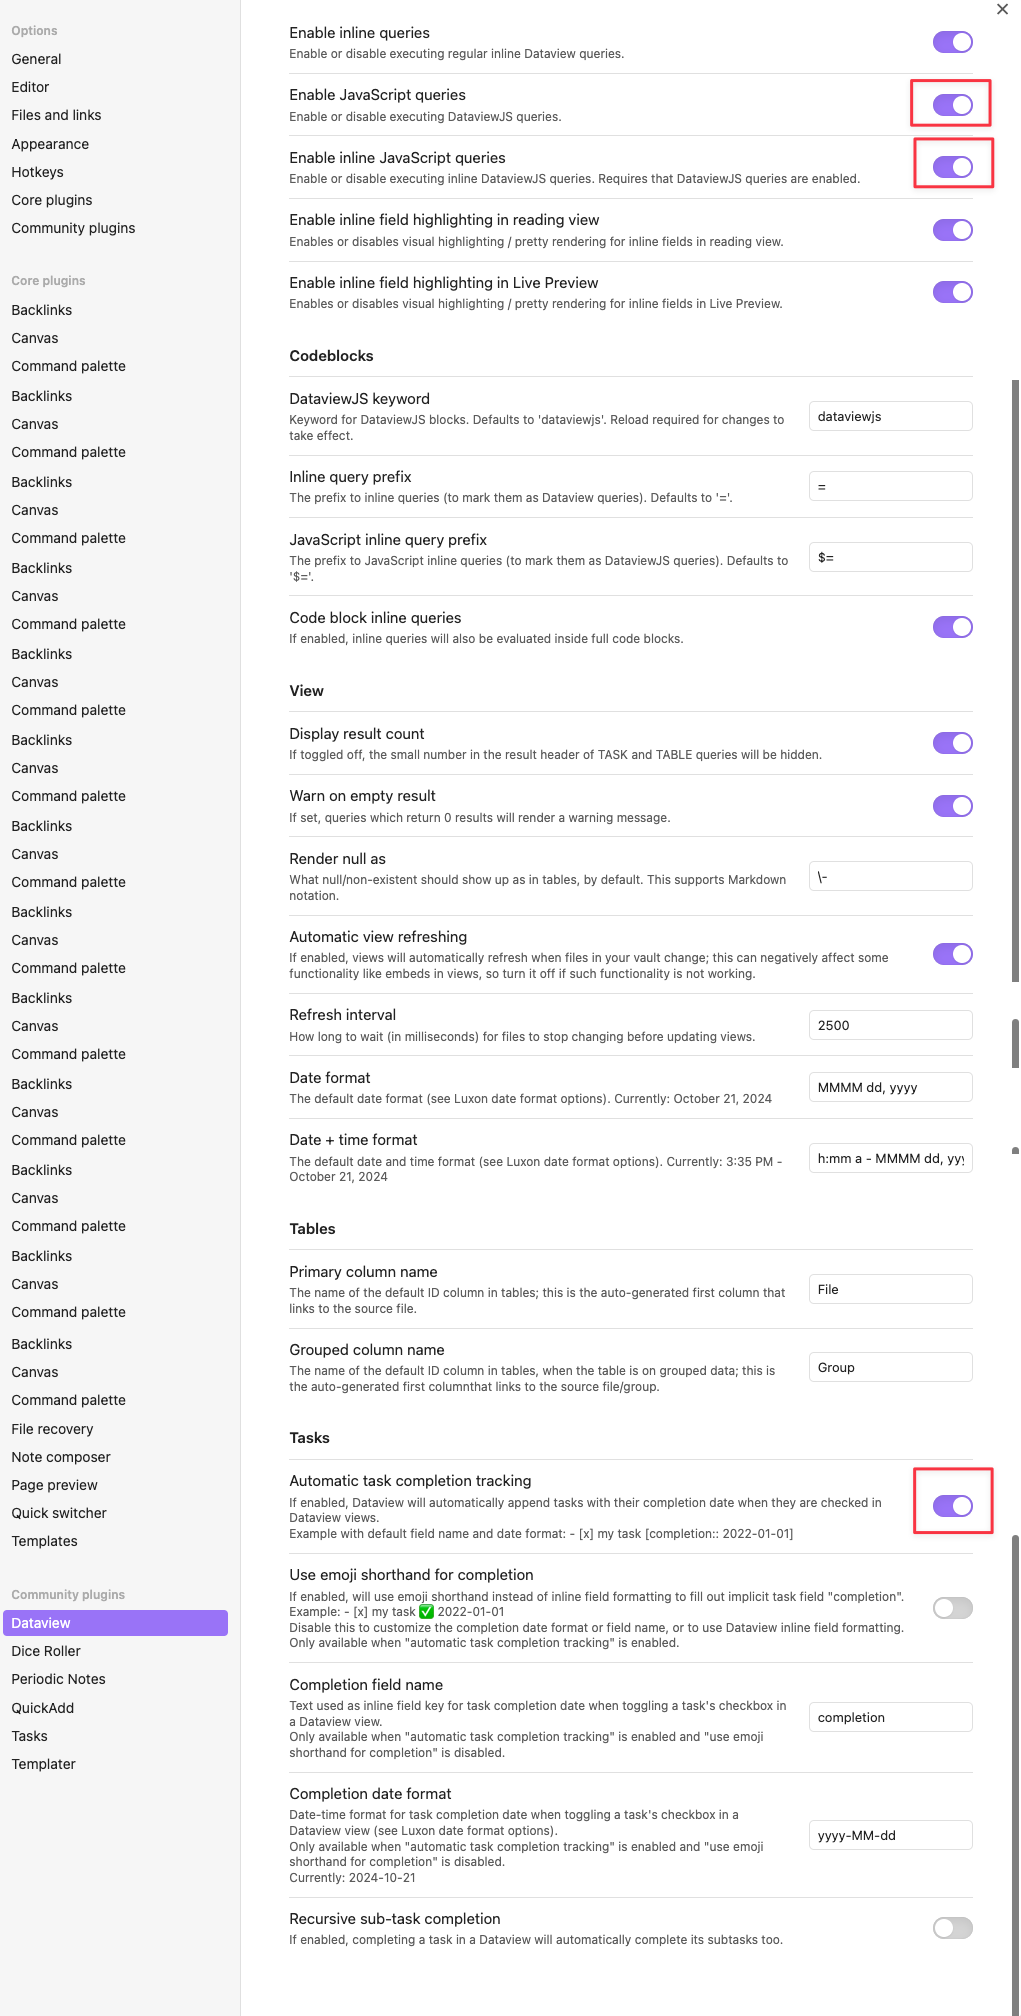 Options
General
Editor
Files and links
Appearance
Hotkeys
Core plugins
Community plugins
Core plugins
Backlinks
Canvas
Command palette
Backlinks
Canvas
Command palette
Backlinks
Canvas
Command palette
Backlinks
Canvas
Command palette
Backlinks
Canvas
Command palette
Backlinks
Canvas
Command palette
Backlinks
Canvas
Command palette
Backlinks
Canvas
Command palette
Backlinks
Canvas
Command palette
Backlinks
Canvas
Command palette
Backlinks
Canvas
Command palette
Backlinks
Canvas
Command palette
Backlinks
Canvas
Command palette
File recovery
Note composer
Page preview
Quick switcher
Templates
Community plugins
Dataview
Dice Roller
Periodic Notes
QuickAdd
Tasks
Templater
Enable inline queries
Enable or disable executing regular inline Dataview queries.
Enable JavaScript queries
Enable or disable executing DataviewJS queries.
Enable inline JavaScript queries
Enable or disable executing inline DataviewJS queries. Requires that DataviewJS queries are enabled.
Enable inline field highlighting in reading view
Enables or disables visual highlighting / pretty rendering for inline fields in reading view.
Enable inline field highlighting in Live Preview
Enables or disables visual highlighting / pretty rendering for inline fields in Live Preview.
Codeblocks
DataviewJS keyword
Keyword for DataviewJS blocks. Defaults to 'dataviewjs'. Reload required for changes to
take effect.
dataviewjs
Inline query prefix
The prefix to inline queries (to mark them as Dataview queries). Defaults to '='.
=
JavaScript inline query prefix
The prefix to JavaScript inline queries (to mark them as DataviewJS queries). Defaults to
'$='.
$=
Code block inline queries
If enabled, inline queries will also be evaluated inside full code blocks.
View
Display result count
If toggled off, the small number in the result header of TASK and TABLE queries will be hidden.
Warn on empty result
If set, queries which return 0 results will render a warning message.
Render null as
What null/non-existent should show up as in tables, by default. This supports Markdown
notation.
\-
Automatic view refreshing
If enabled, views will automatically refresh when files in your vault change; this can negatively affect some
functionality like embeds in views, so turn it off if such functionality is not working.
Refresh interval
How long to wait (in milliseconds) for files to stop changing before updating views.
2500
Date format
The default date format (see Luxon date format options). Currently: October 21, 2024
MMMM dd, yyyy
Date + time format
The default date and time format (see Luxon date format options). Currently: 3:35 PM -
October 21, 2024
h:mm a - MMMM dd, yyy
Tables
Primary column name
The name of the default ID column in tables; this is the auto-generated first column that
links to the source file.
File
Grouped column name
The name of the default ID column in tables, when the table is on grouped data; this is
the auto-generated first columnthat links to the source file/group.
Group
Tasks
Automatic task completion tracking
If enabled, Dataview will automatically append tasks with their completion date when they are checked in
Dataview views.
Example with default field name and date format: - [x] my task [completion:: 2022-01-01]
Use emoji shorthand for completion
If enabled, will use emoji shorthand instead of inline field formatting to fill out implicit task field "completion".
Example: - [x] my task ✅ 2022-01-01
Disable this to customize the completion date format or field name, or to use Dataview inline field formatting.
Only available when "automatic task completion tracking" is enabled.
Completion field name
Text used as inline field key for task completion date when toggling a task's checkbox in
a Dataview view.
Only available when "automatic task completion tracking" is enabled and "use emoji
shorthand for completion" is disabled.
completion
Completion date format
Date-time format for task completion date when toggling a task's checkbox in a
Dataview view (see Luxon date format options).
Only available when "automatic task completion tracking" is enabled and "use emoji
shorthand for completion" is disabled.
Currently: 2024-10-21
yyyy-MM-dd
Recursive sub-task completion
If enabled, completing a task in a Dataview will automatically complete its subtasks too.